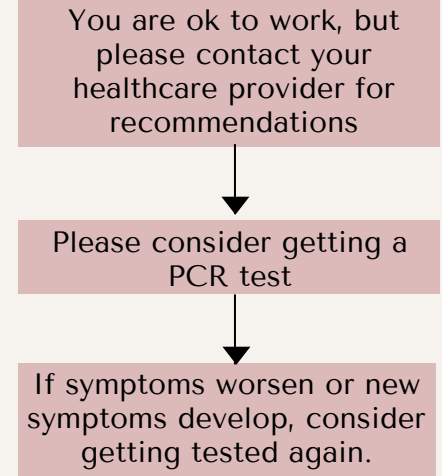 You are ok to work, but
please contact your
healthcare provider for
recommendations
Please consider getting a
PCR test
If symptoms worsen or new
symptoms develop, consider
getting tested again.